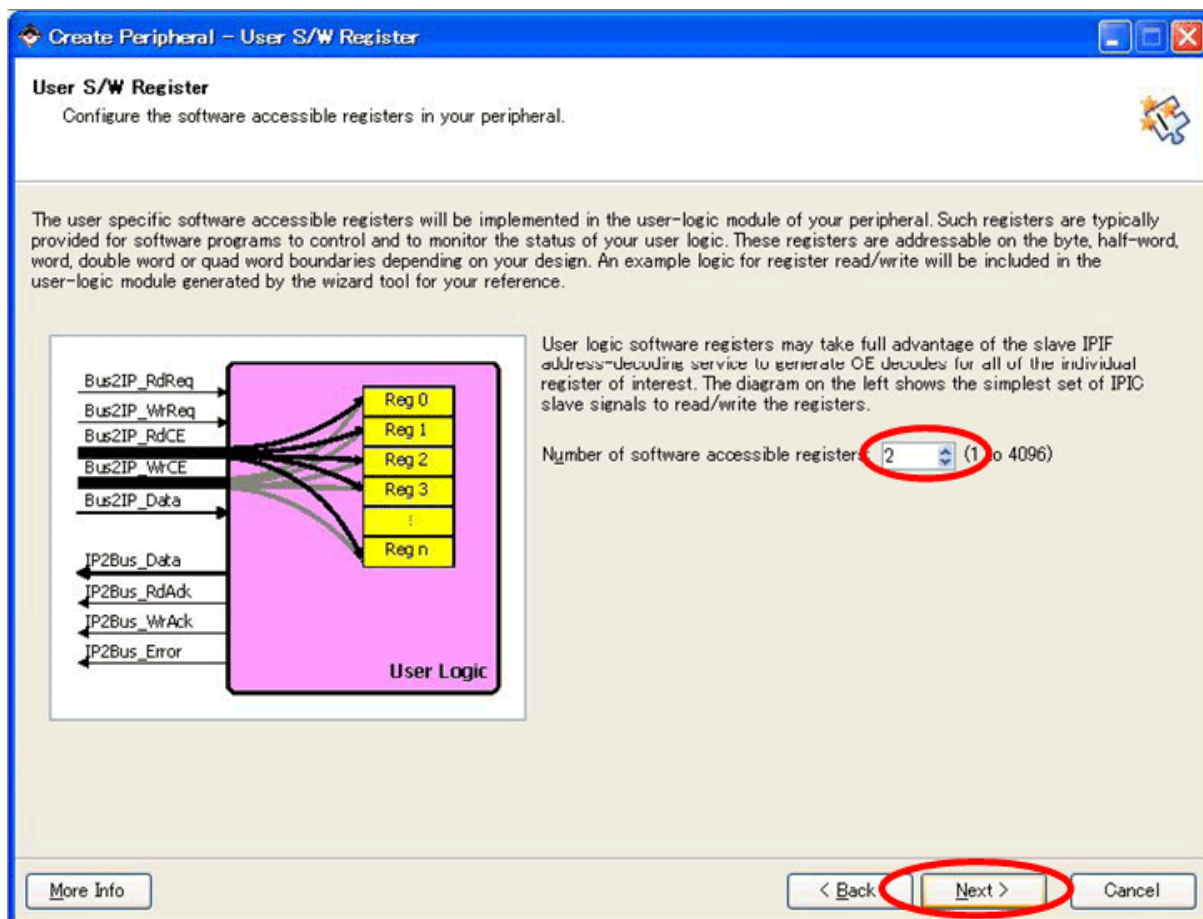 Create Peripheral - User S/W Register
User S/W Register
Configure the software accessible registers in your peripheral.
The user specific software accessible registers will be implemented in the user-logic module of your peripheral. Such registers are typically
provided for software programs to control and to monitor the status of your user logic. These registers are addressable on the byte, half-word,
word, double word or quad word boundaries depending on your design. An example logic for register read/write will be included in the
user-logic module generated by the wizard tool for your reference.
Bus2IP_RdReq
Bus2IP_WrReq
Bus2IP_RdCE
Bus2IP_WrCE
Bus2IP_Data
IP2Bus_Data
IP2Bus_RdAck
IP2Bus_WrAck
IP2Bus_Error
Reg 0
Reg 1
Reg 2
Reg 3
⋮
Reg n
User Logic
User logic software registers may take full advantage of the slave IPIF
address-decoding service to generate CE decodes for all of the individual
register of interest. The diagram on the left shows the simplest set of IPIC
slave signals to read/write the registers.
Number of software accessible registers: 2 (1 to 4096)
More Info
< Back
Next >
Cancel